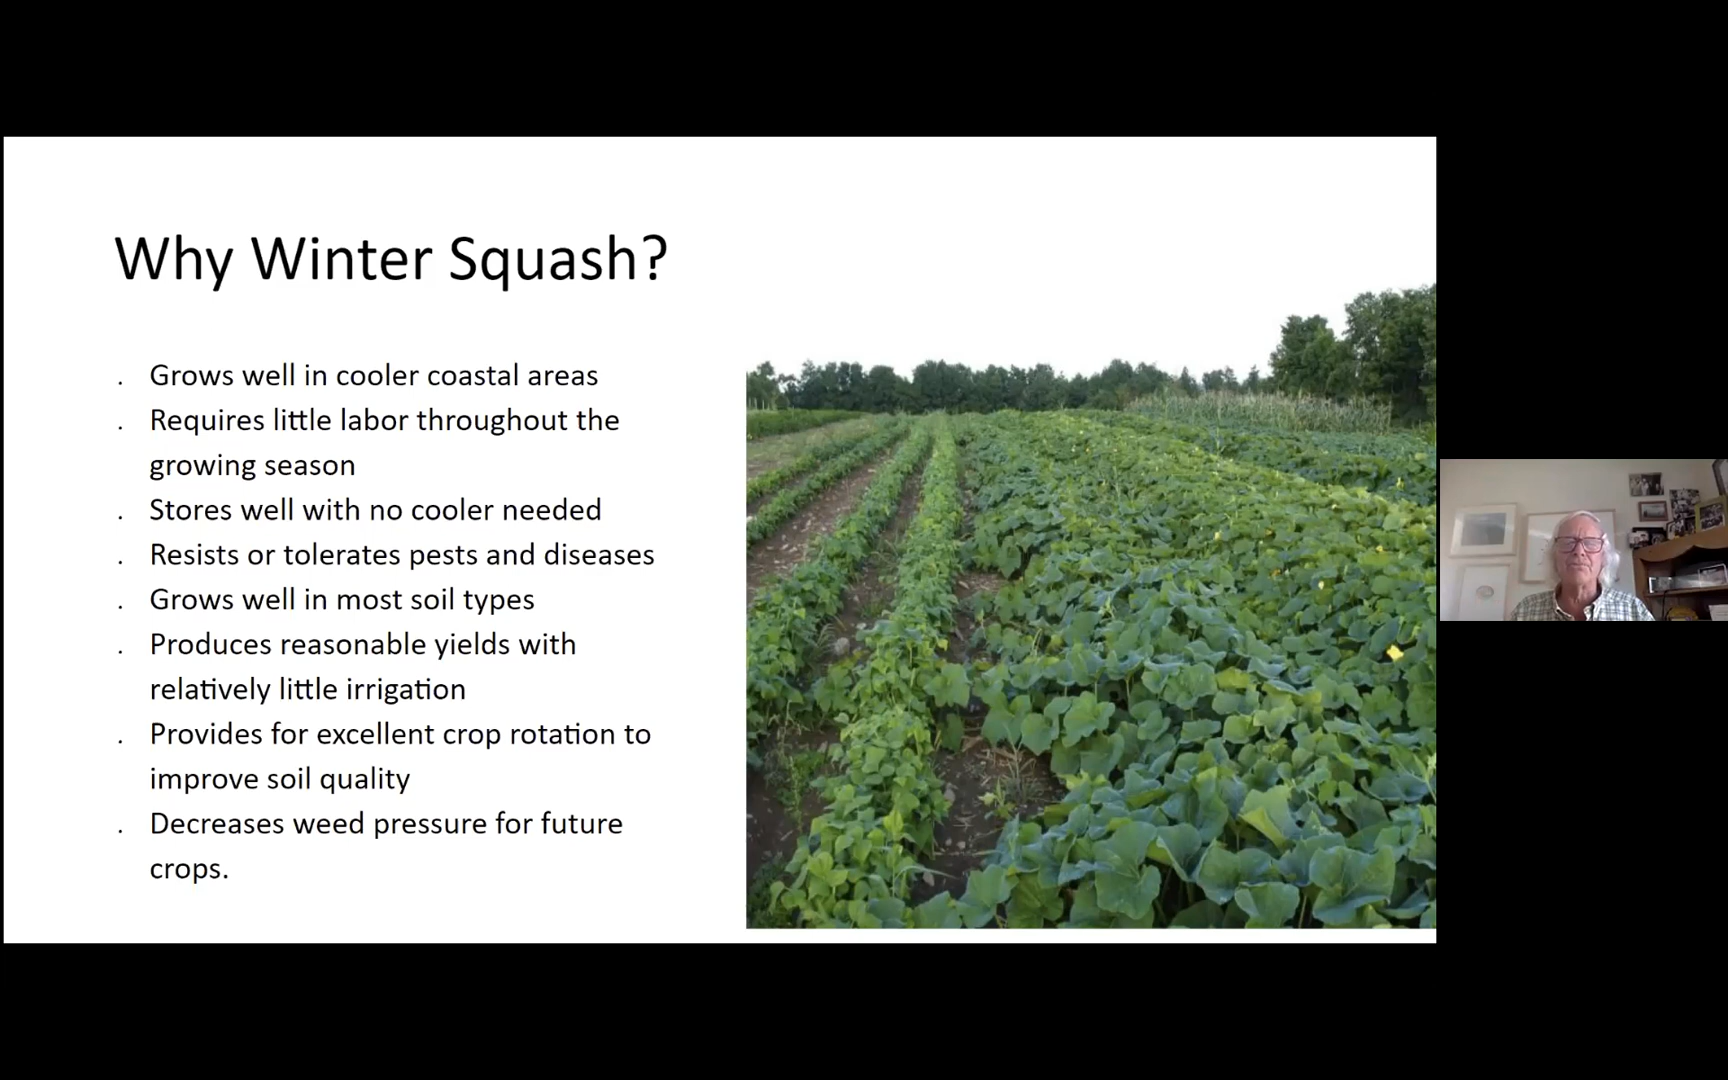 Why Winter Squash?
. Grows well in cooler coastal areas
. Requires little labor throughout the
growing season
. Stores well with no cooler needed
. Resists or tolerates pests and diseases
. Grows well in most soil types
. Produces reasonable yields with
relatively little irrigation
. Provides for excellent crop rotation to
improve soil quality
. Decreases weed pressure for future
crops.